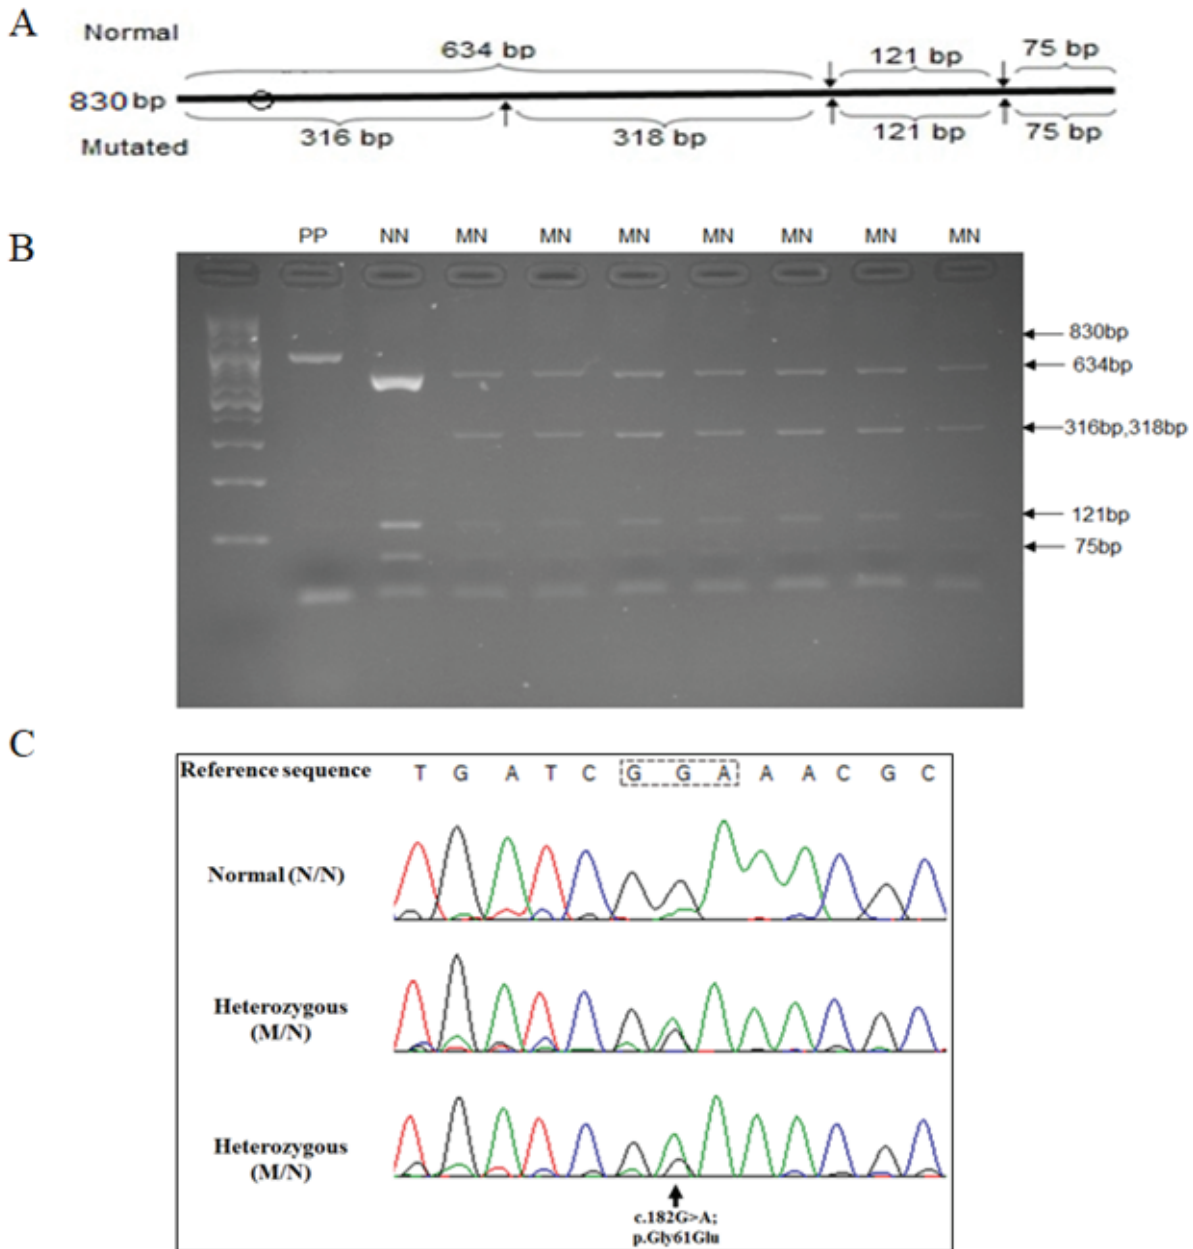 A
Normal
634 bp
121 bp
75 bp
830 bp
316 bp
318 bp
121 bp
75 bp
Mutated
B
PP NN MN MN MN MN MN MN MN
830bp
634bp
316bp,318bp
121bp
75bp
C
Reference sequence T G A T C G G A A A C G C
Normal (N/N)
Heterozygous
(M/N)
Heterozygous
(M/N)
c.182G>A;
p.Gly61Glu